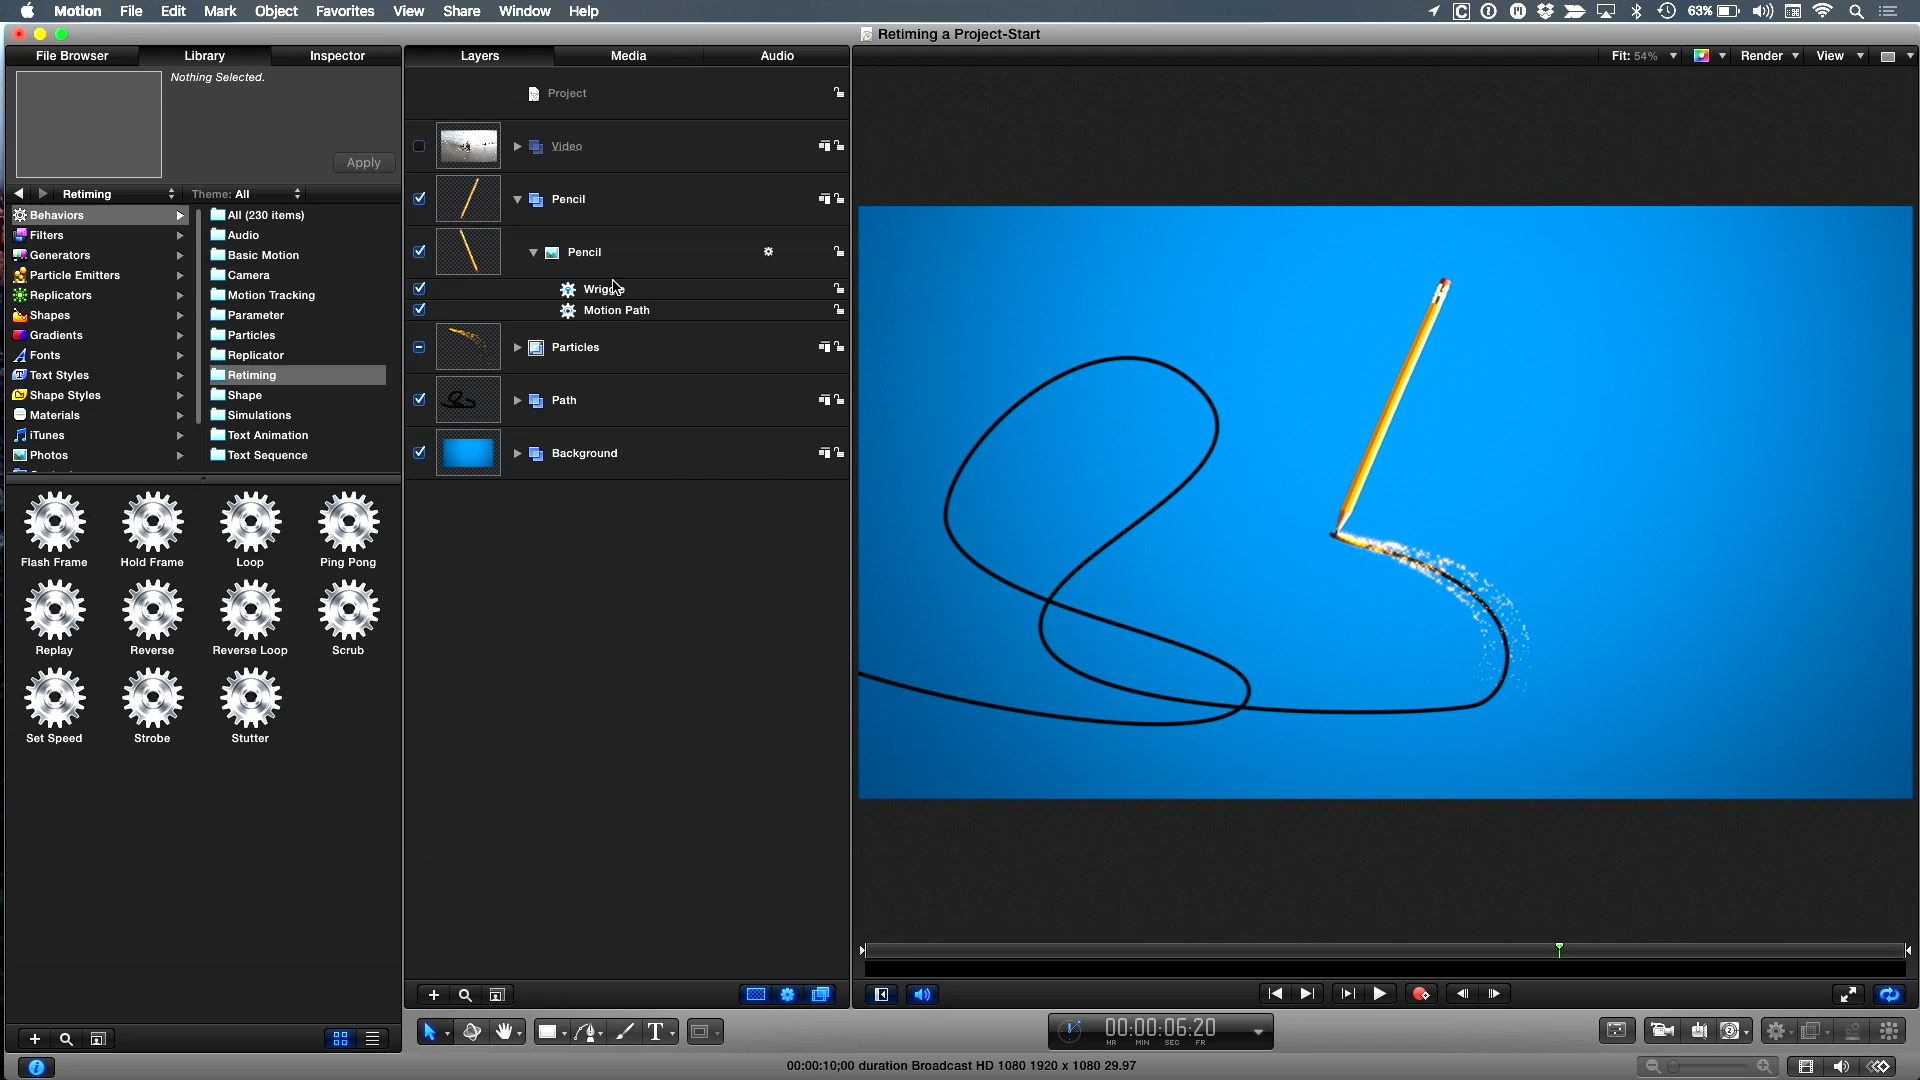 Motion File Edit Mark Object Favorites View Share Window Help
63%
Retiming a Project-Start
File Browser Library Inspector
Layers Media Audio
Fit: 54% Render View
Nothing Selected.
Apply
Retiming Theme: All
Behaviors
Filters
Generators
Particle Emitters
Replicators
Shapes
Gradients
Fonts
Text Styles
Shape Styles
Materials
iTunes
Photos
All (230 items)
Audio
Basic Motion
Camera
Motion Tracking
Parameter
Particles
Replicator
Retiming
Shape
Simulations
Text Animation
Text Sequence
Flash Frame Hold Frame Loop Ping Pong
Replay Reverse Reverse Loop Scrub
Set Speed Strobe Stutter
Project
Video
Pencil
Pencil
Motion Path
Particles
Path
Background
00:00:06:20
HR MIN SEC FR
00:00:10;00 duration Broadcast HD 1080 1920 x 1080 29.97